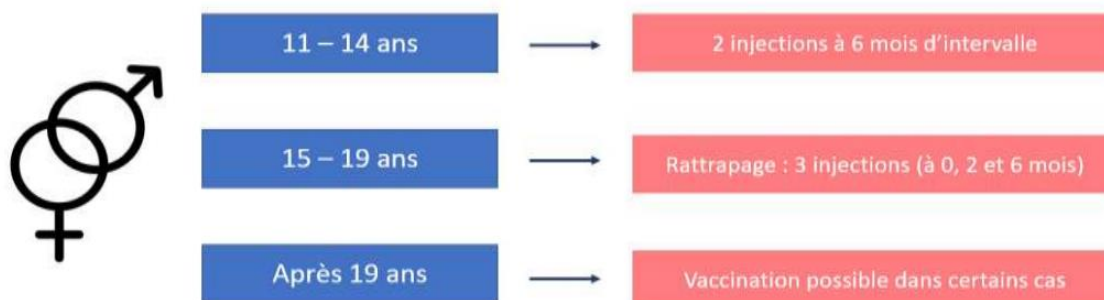 11 – 14 ans
2 injections à 6 mois d’intervalle
15 – 19 ans
Rattrapage : 3 injections (à 0, 2 et 6 mois)
Après 19 ans
Vaccination possible dans certains cas